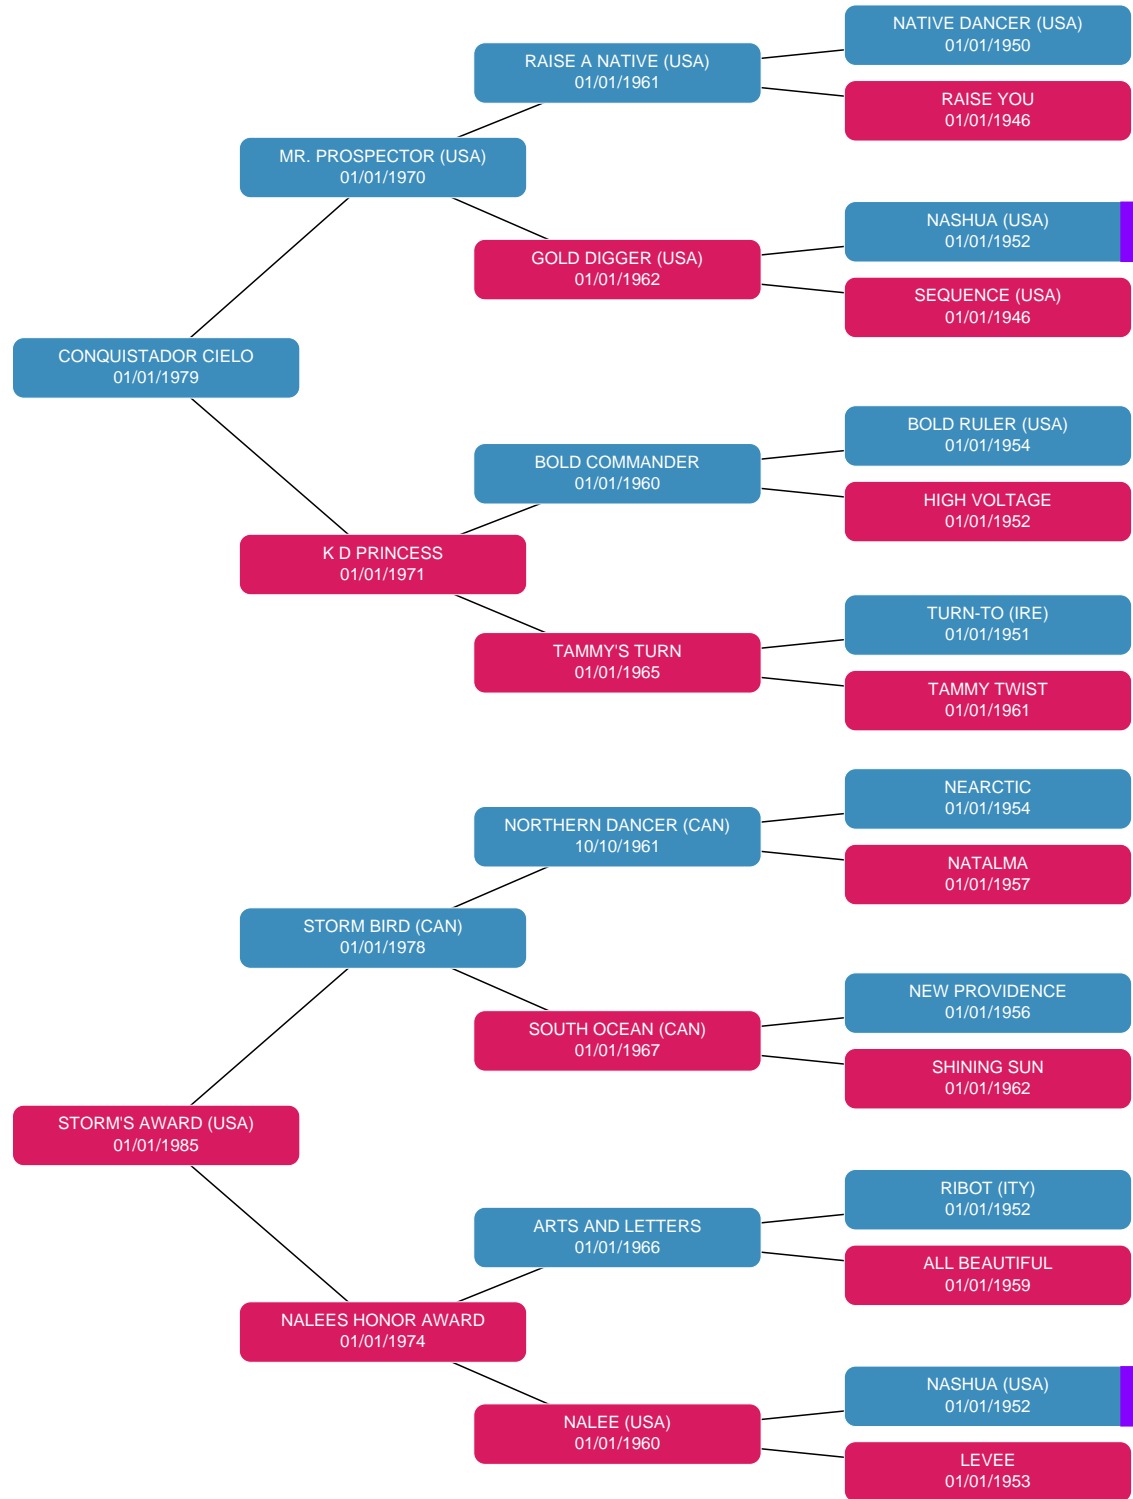 NATIVE DANCER (USA)
01/01/1950
RAISE A NATIVE (USA)
01/01/1961
RAISE YOU
01/01/1946
MR. PROSPECTOR (USA)
01/01/1970
NASHUA (USA)
01/01/1952
GOLD DIGGER (USA)
01/01/1962
SEQUENCE (USA)
01/01/1946
CONQUISTADOR CIELO
01/01/1979
BOLD RULER (USA)
01/01/1954
BOLD COMMANDER
01/01/1960
HIGH VOLTAGE
01/01/1952
K D PRINCESS
01/01/1971
TURN-TO (IRE)
01/01/1951
TAMMY'S TURN
01/01/1965
TAMMY TWIST
01/01/1961
NEARCTIC
01/01/1954
NORTHERN DANCER (CAN)
10/10/1961
NATALMA
01/01/1957
STORM BIRD (CAN)
01/01/1978
NEW PROVIDENCE
01/01/1956
SOUTH OCEAN (CAN)
01/01/1967
SHINING SUN
01/01/1962
STORM'S AWARD (USA)
01/01/1985
RIBOT (ITY)
01/01/1952
ARTS AND LETTERS
01/01/1966
ALL BEAUTIFUL
01/01/1959
NALEES HONOR AWARD
01/01/1974
NASHUA (USA)
01/01/1952
NALEE (USA)
01/01/1960
LEVEE
01/01/1953